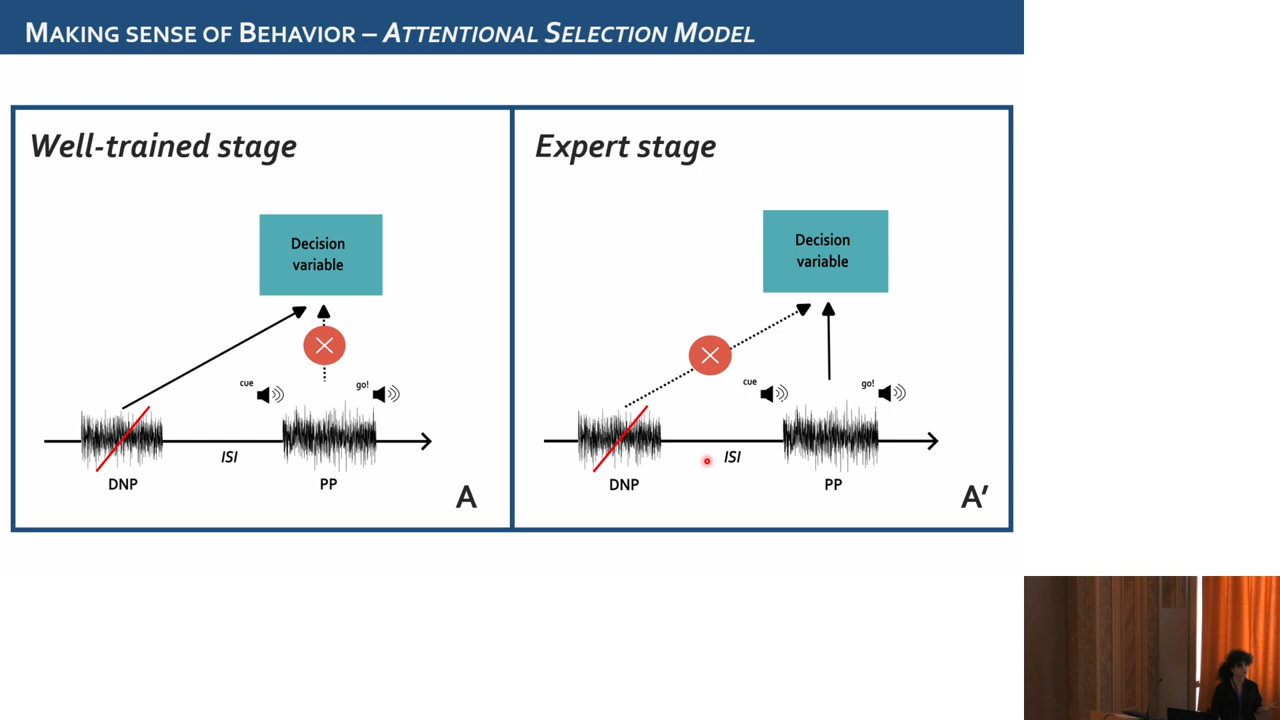 MAKING SENSE OF BEHAVIOR – ATTENTIONAL SELECTION MODEL
Well-trained stage
Decision
variable
cue
go!
ISI
DNP
PP
A
Expert stage
Decision
variable
cue
go!
ISI
DNP
PP
A'